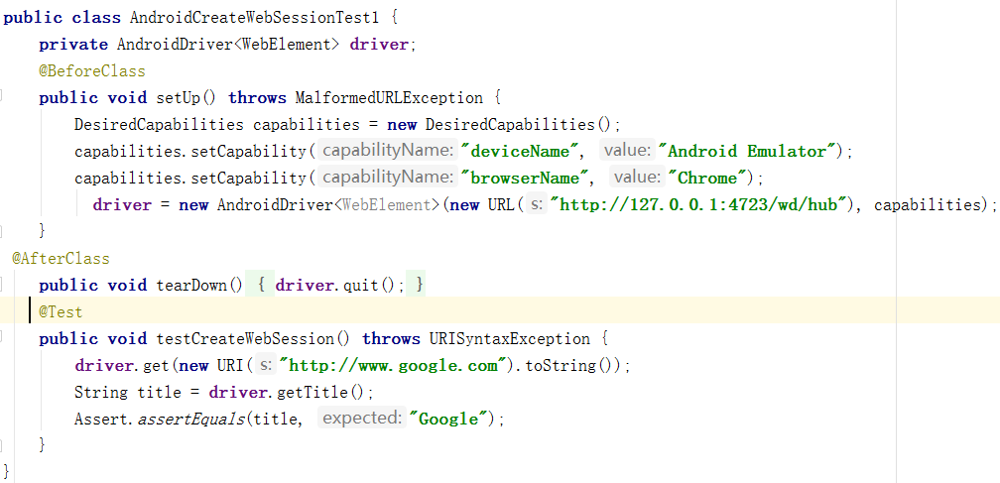 public class AndroidCreateWebSessionTest1 {
private AndroidDriver<WebElement> driver;
@BeforeClass
public void setUp() throws MalformedURLException {
DesiredCapabilities capabilities = new DesiredCapabilities();
capabilities.setCapability( capabilityName: "deviceName", value: "Android Emulator");
capabilities.setCapability( capabilityName: "browserName", value: "Chrome");
driver = new AndroidDriver<WebElement>(new URL( s: "http://127.0.0.1:4723/wd/hub"), capabilities);
}
@AfterClass
public void tearDown() { driver.quit(); }
@Test
public void testCreateWebSession() throws URISyntaxException {
driver.get(new URI( s: "http://www.google.com").toString());
String title = driver.getTitle();
Assert.assertEquals(title, expected: "Google");
}
}